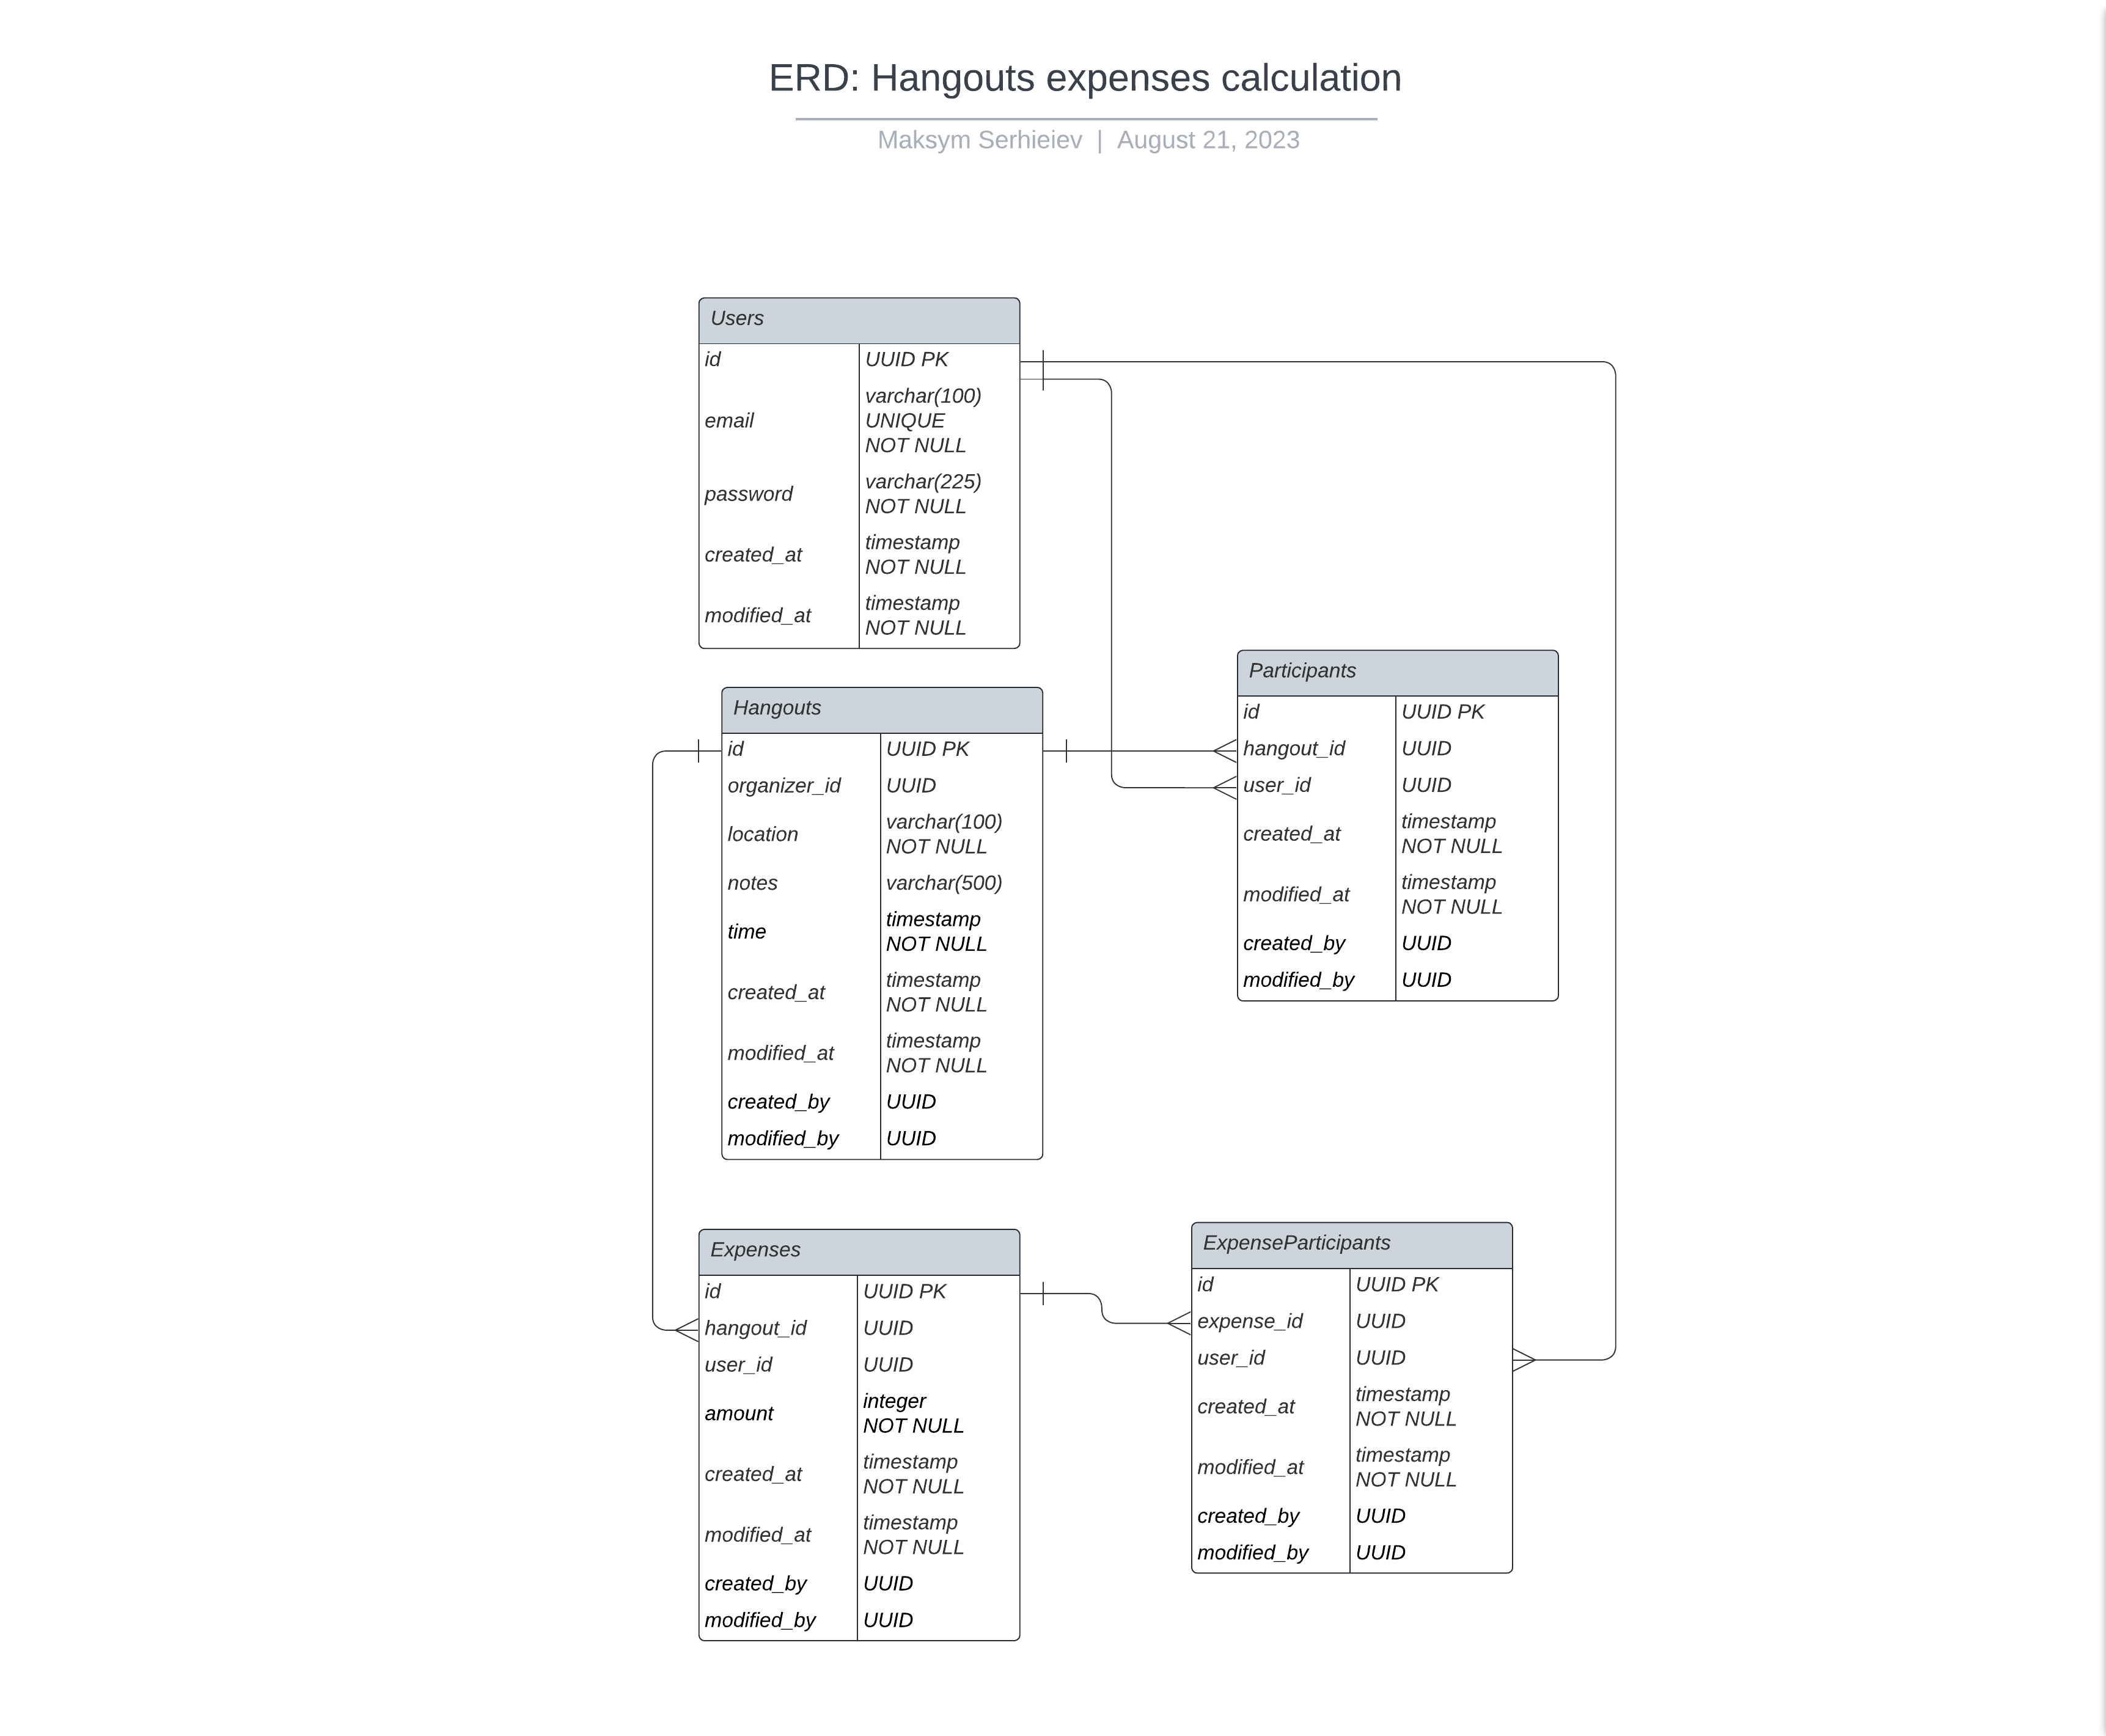 ERD: Hangouts expenses calculation
Maksym Serhieiev | August 21, 2023
Users
id UUID PK
email varchar(100)
UNIQUE
NOT NULL
password varchar(225)
NOT NULL
created_at timestamp
NOT NULL
modified_at timestamp
NOT NULL
Hangouts
id UUID PK
organizer_id UUID
location varchar(100)
NOT NULL
notes varchar(500)
time timestamp
NOT NULL
created_at timestamp
NOT NULL
modified_at timestamp
NOT NULL
created_by UUID
modified_by UUID
Participants
id UUID PK
hangout_id UUID
user_id UUID
created_at timestamp
NOT NULL
modified_at timestamp
NOT NULL
created_by UUID
modified_by UUID
Expenses
id UUID PK
hangout_id UUID
user_id UUID
amount integer
NOT NULL
created_at timestamp
NOT NULL
modified_at timestamp
NOT NULL
created_by UUID
modified_by UUID
ExpenseParticipants
id UUID PK
expense_id UUID
user_id UUID
created_at timestamp
NOT NULL
modified_at timestamp
NOT NULL
created_by UUID
modified_by UUID